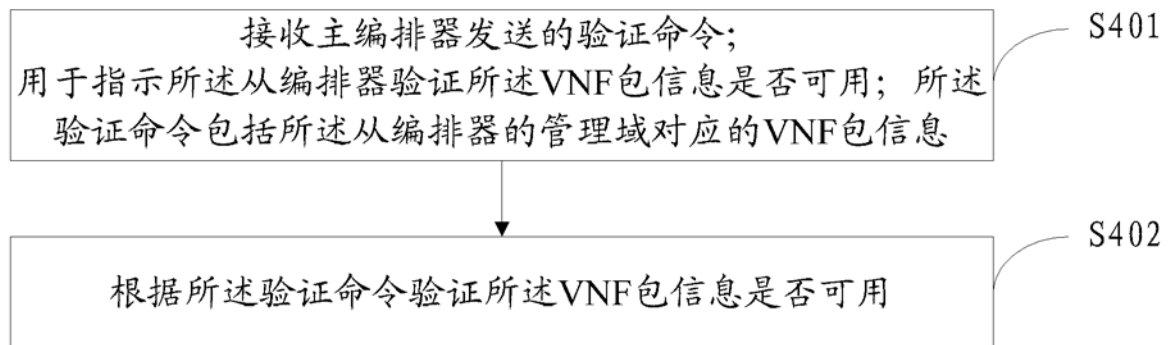 接收主编排器发送的验证命令;
用于指示所述从编排器验证所述VNF包信息是否可用; 所述
验证命令包括所述从编排器的管理域对应的VNF包信息
S401
根据所述验证命令验证所述VNF包信息是否可用
S402